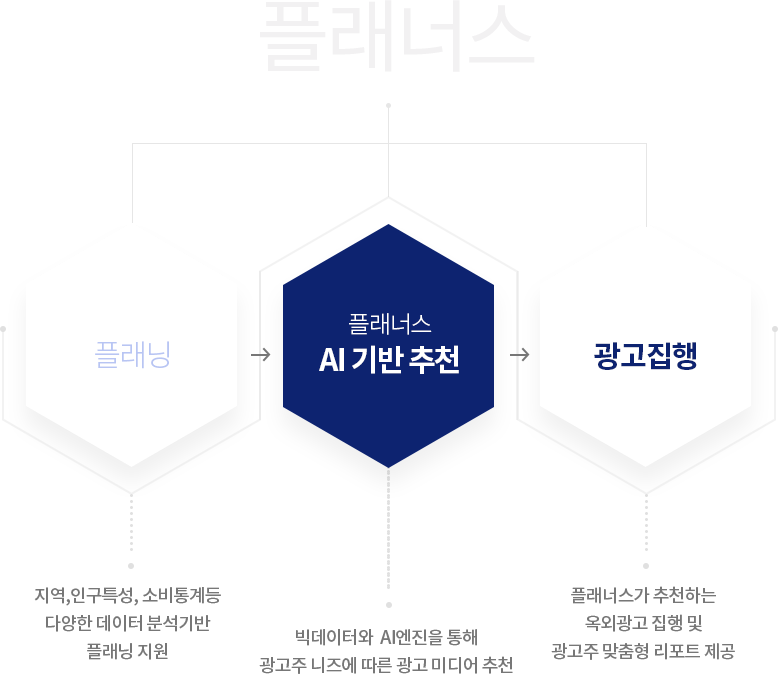 플래너스
플래닝
플래너스
AI 기반 추천
광고집행
지역,인구특성, 소비통계등
다양한 데이터 분석기반
플래닝 지원
빅데이터와 AI엔진을 통해
광고주 니즈에 따른 광고 미디어 추천
플래너스가 추천하는
옥외광고 집행 및
광고주 맞춤형 리포트 제공